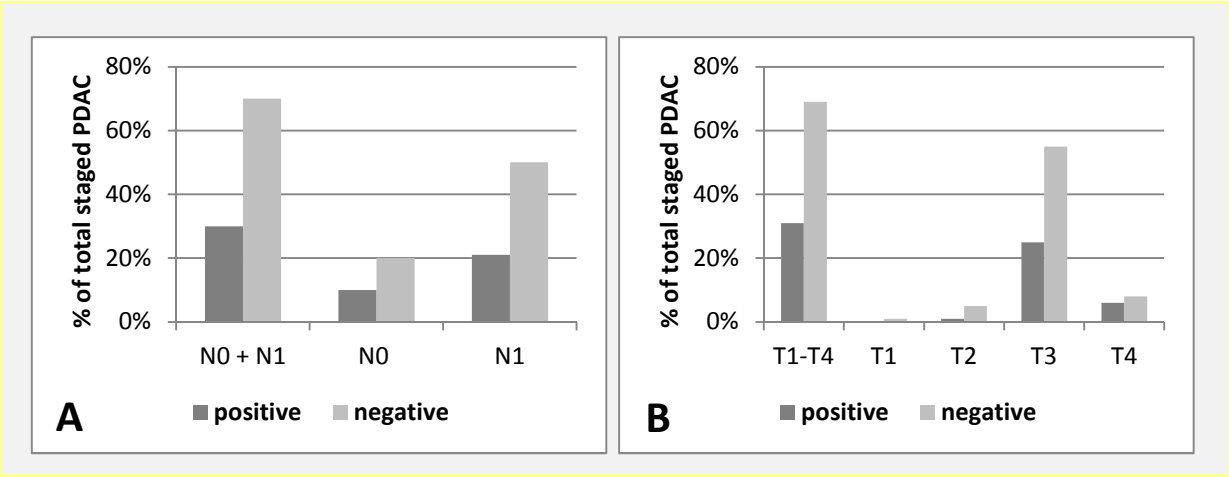 % of total staged PDAC
80%
60%
40%
20%
0%
N0 + N1
N0
N1
positive
negative
A
% of total staged PDAC
80%
60%
40%
20%
0%
T1-T4
T1
T2
T3
T4
positive
negative
B